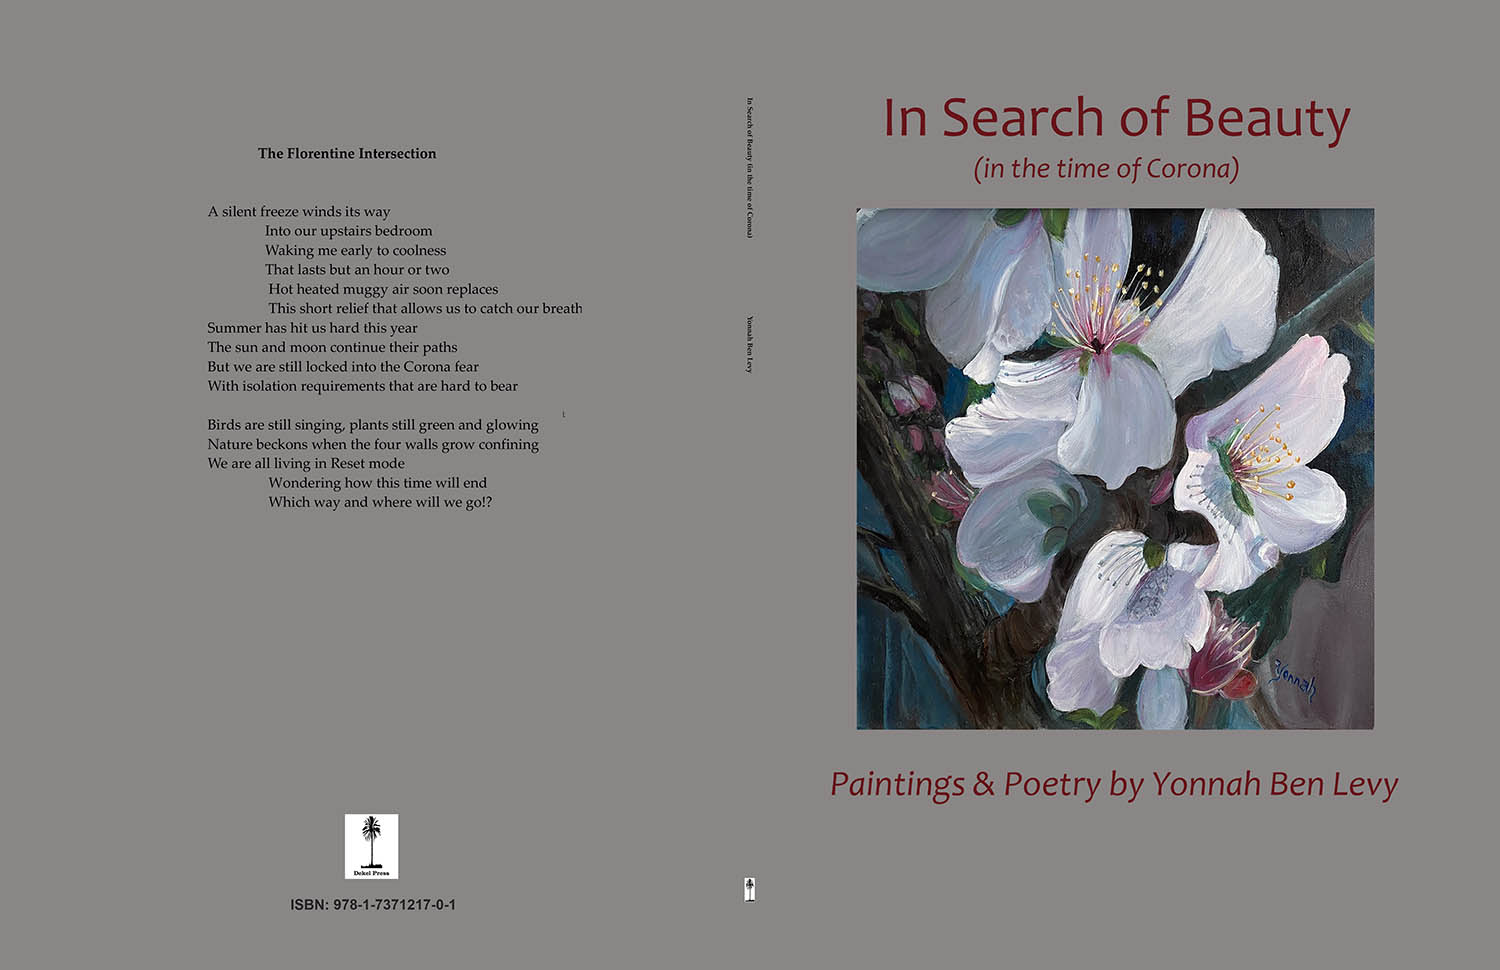 The Florentine Intersection
A silent freeze winds its way
Into our upstairs bedroom
Waking me early to coolness
That lasts but an hour or two
Hot heated muggy air soon replaces
This short relief that allows us to catch our breath
Summer has hit us hard this year
The sun and moon continue their paths
But we are still locked into the Corona fear
With isolation requirements that are hard to bear
t
Birds are still singing, plants still green and glowing
Nature beckons when the four walls grow confining
We are all living in Reset mode
Wondering how this time will end
Which way and where will we go!?
Dekel Press
ISBN: 978-1-7371217-0-1
In Search of Beauty (in the time of Corona)
Yonnah Ben Levy
In Search of Beauty
(in the time of Corona)
Yonnah
Paintings & Poetry by Yonnah Ben Levy